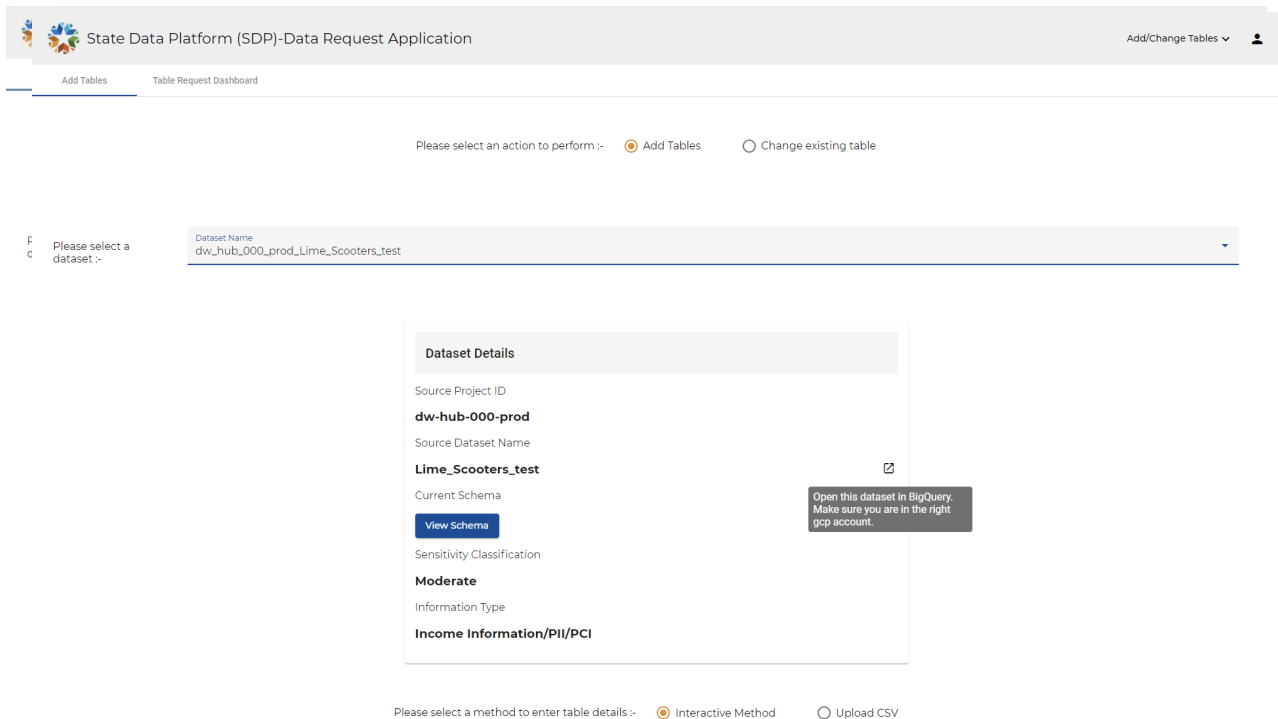 State Data Platform (SDP)-Data Request Application
Add/Change Tables
Add Tables
Table Request Dashboard
Please select an action to perform :-
Add Tables
Change existing table
Please select a
dataset :-
Dataset Name
dw_hub_000_prod_Lime_Scooters_test
Dataset Details
Source Project ID
dw-hub-000-prod
Source Dataset Name
Lime_Scooters_test
Open this dataset in BigQuery.
Make sure you are in the right
gcp account.
Current Schema
View Schema
Sensitivity Classification
Moderate
Information Type
Income Information/PII/PCI
Please select a method to enter table details :-
Interactive Method
Upload CSV